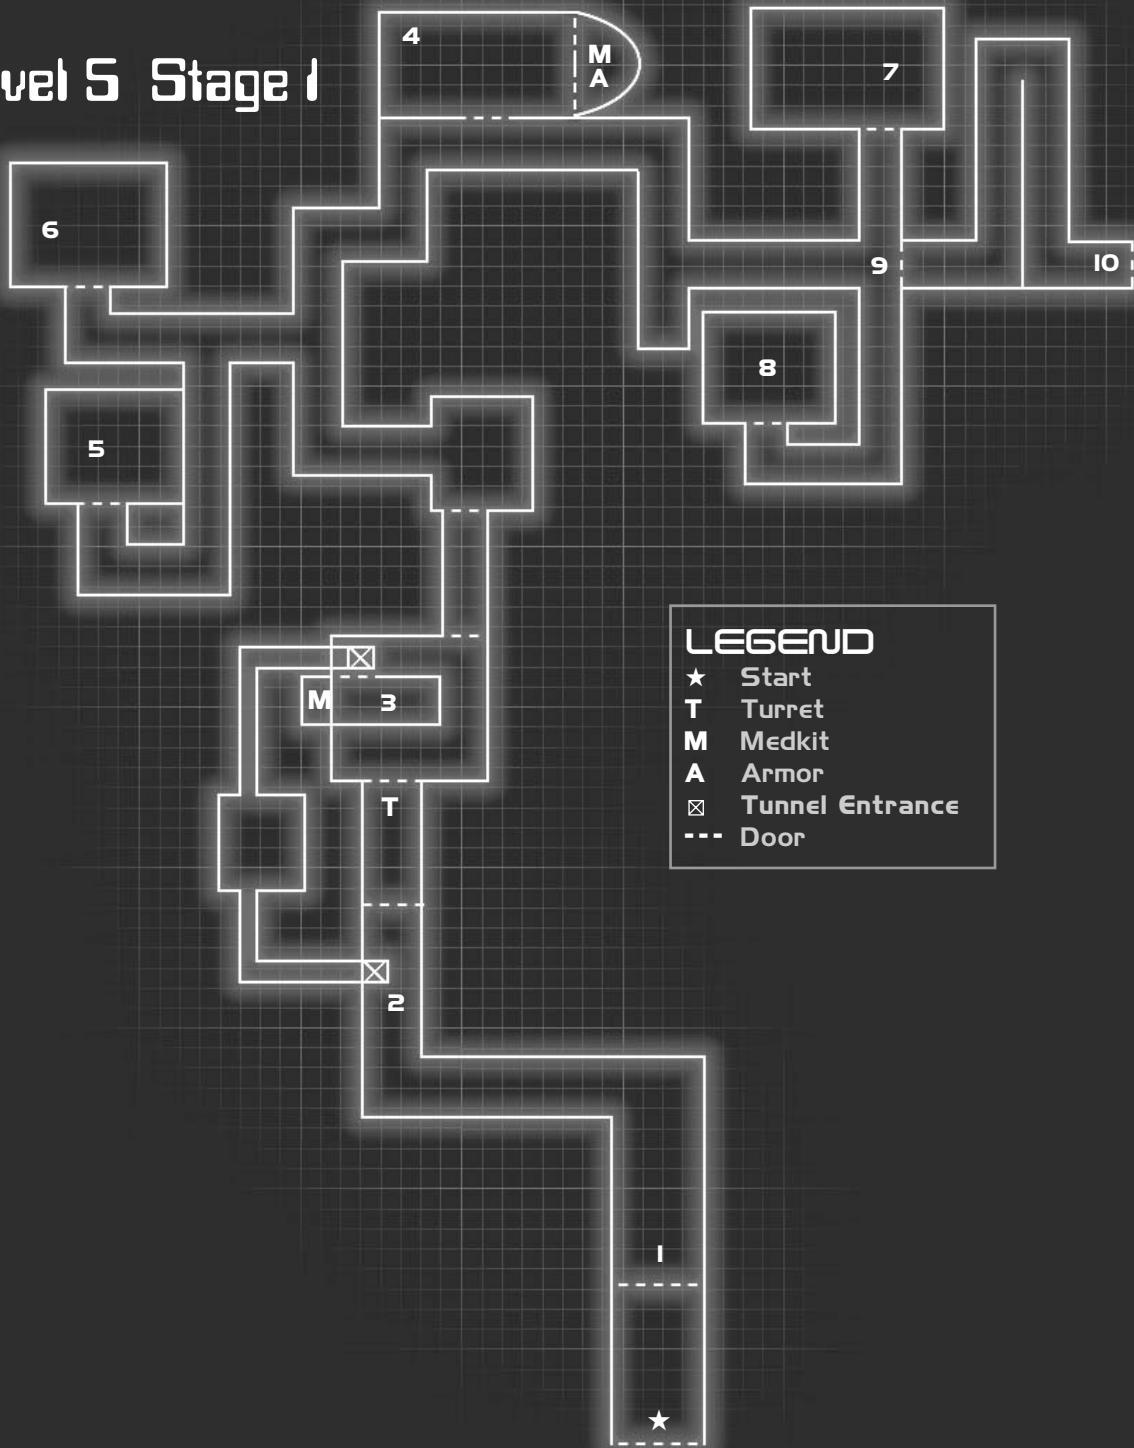 vel 5 Stage 1
4
M
A
7
6
9
10
8
5
M
3
T
2
1
LEGEND
Start
T Turret
M Medkit
A Armor
Tunnel Entrance
Door